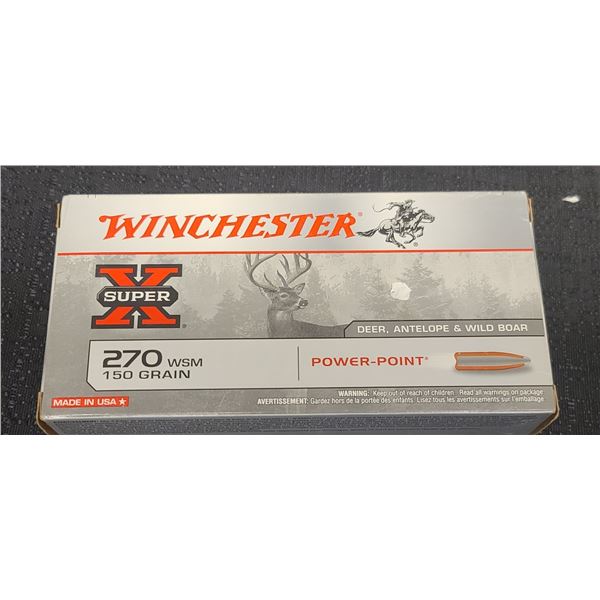 WINCHESTER®
X
SUPER
®
DEER, ANTELOPE & WILD BOAR
270 WSM
150 GRAIN
POWER-POINT®
MADE IN USA ★
WARNING: Keep out of reach of children. Read all warnings on package
AVERTISSEMENT: Gardez hors de la portée des enfants. Lisez tous les avertissements sur l'emballage